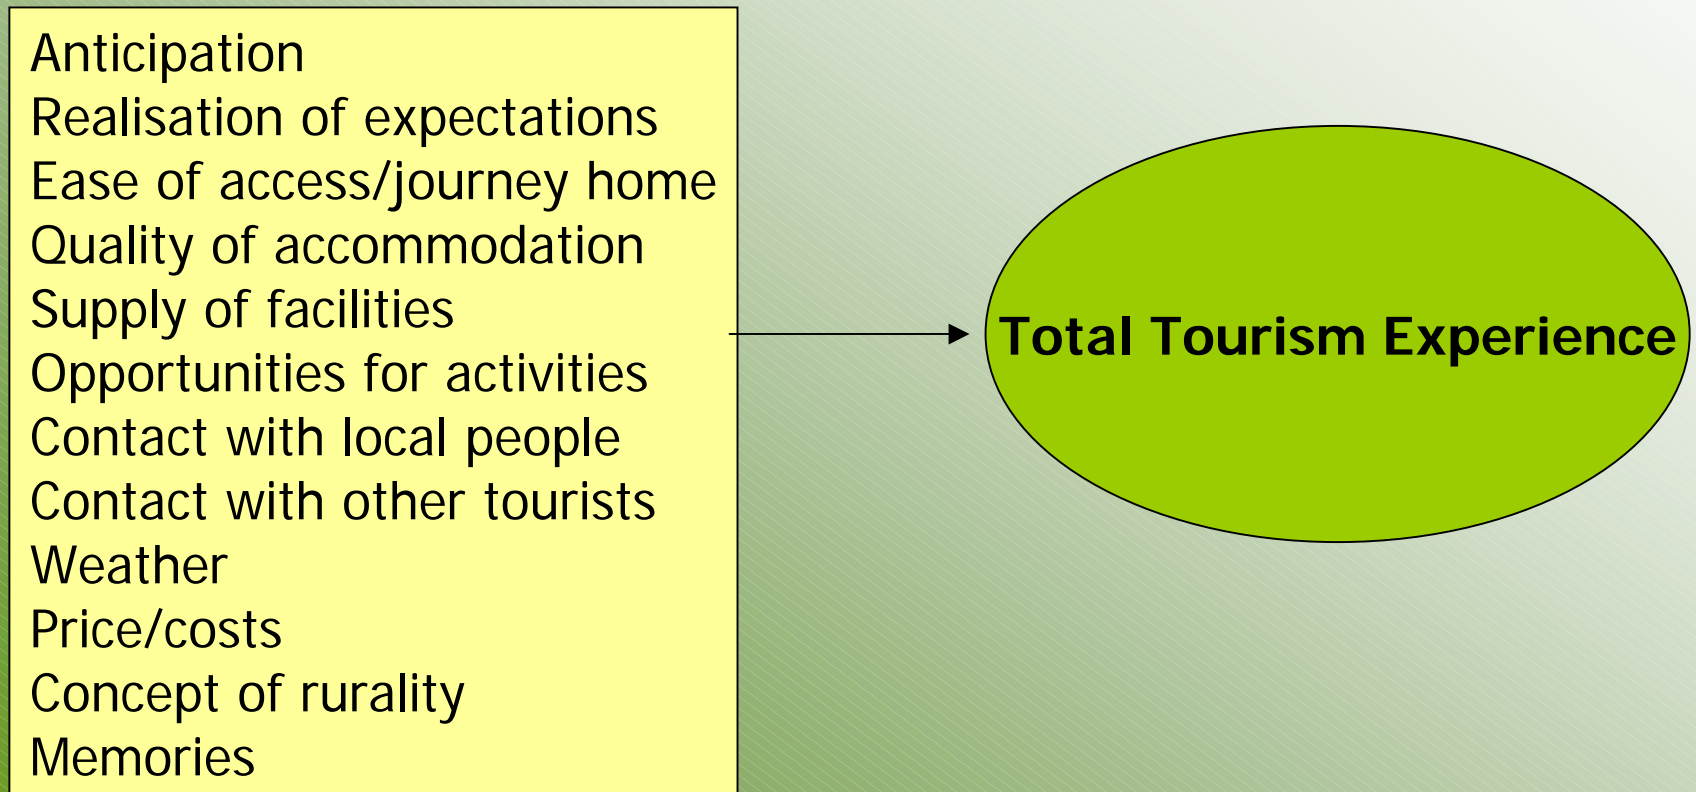 Anticipation
Realisation of expectations
Ease of access/journey home
Quality of accommodation
Supply of facilities
Opportunities for activities
Contact with local people
Contact with other tourists
Weather
Price/costs
Concept of rurality
Memories
Total Tourism Experience